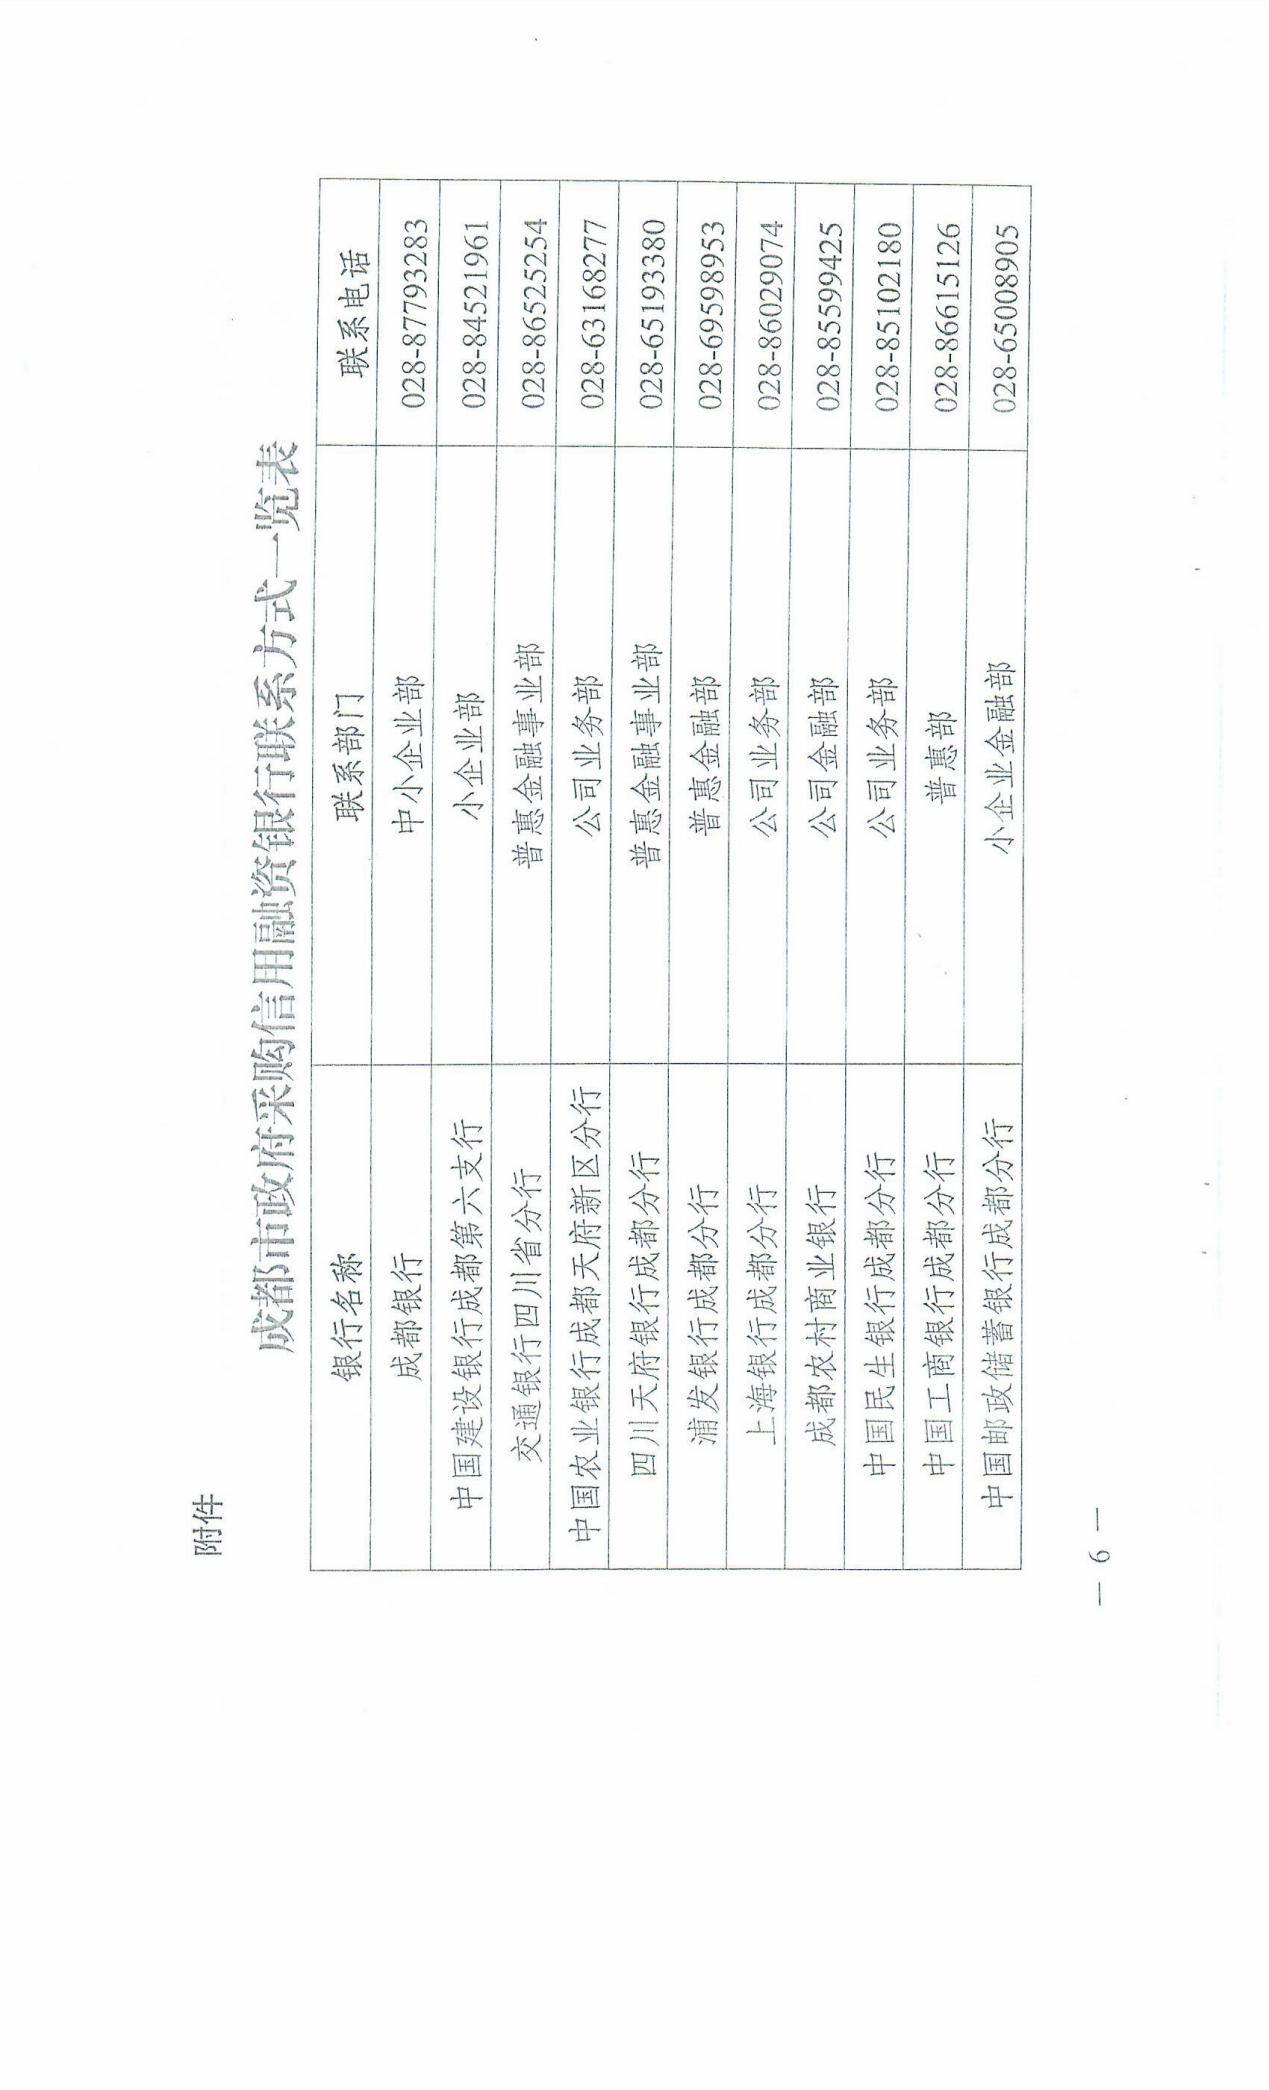 附件
成都市政府采购信用融资银行联系方式一览表
银行名称 联系部门 联系电话
成都银行 中小企业部 028-87793283
中国建设银行成都第六支行 小企业部 028-84521961
交通银行四川省分行 普惠金融事业部 028-86525254
中国农业银行成都天府新区分行 公司业务部 028-63168277
四川天府银行成都分行 普惠金融事业部 028-65193380
浦发银行成都分行 普惠金融部 028-69598953
上海银行成都分行 公司业务部 028-86029074
成都农村商业银行 公司金融部 028-85599425
中国民生银行成都分行 公司业务部 028-85102180
中国工商银行成都分行 普惠部 028-86615126
中国邮政储蓄银行成都分行 小企业金融部 028-65008905
— 6 —